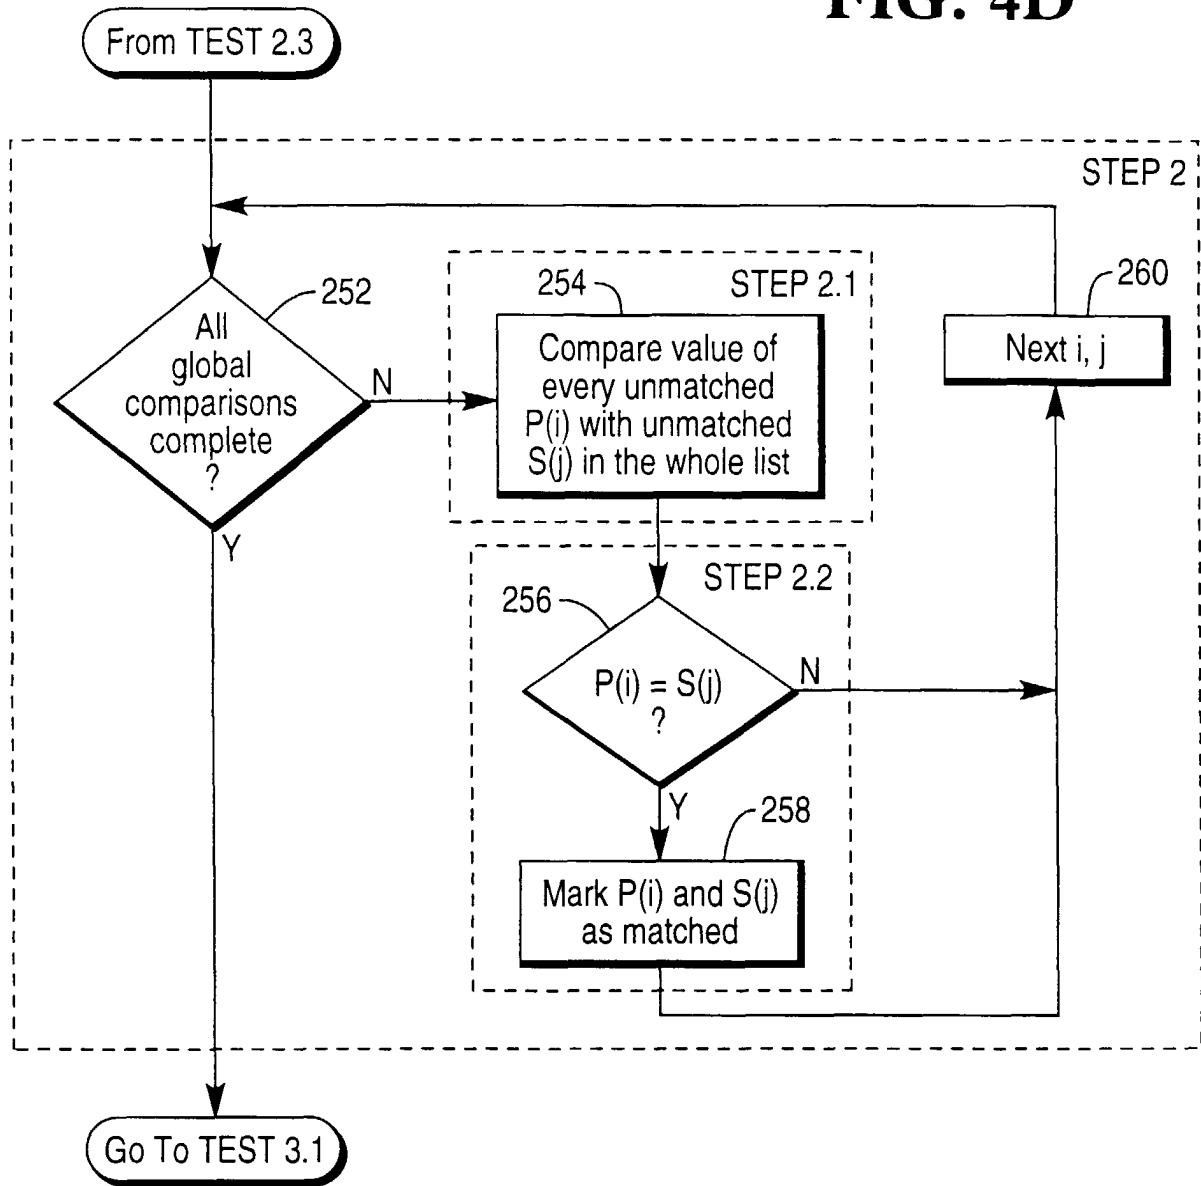 FIG. 4D
From TEST 2.3
STEP 2
252
All
global
comparisons
complete
?
N
Y
254
STEP 2.1
Compare value of
every unmatched
P(i) with unmatched
S(j) in the whole list
260
Next i, j
STEP 2.2
256
P(i) = S(j)
?
N
Y
258
Mark P(i) and S(j)
as matched
Go To TEST 3.1